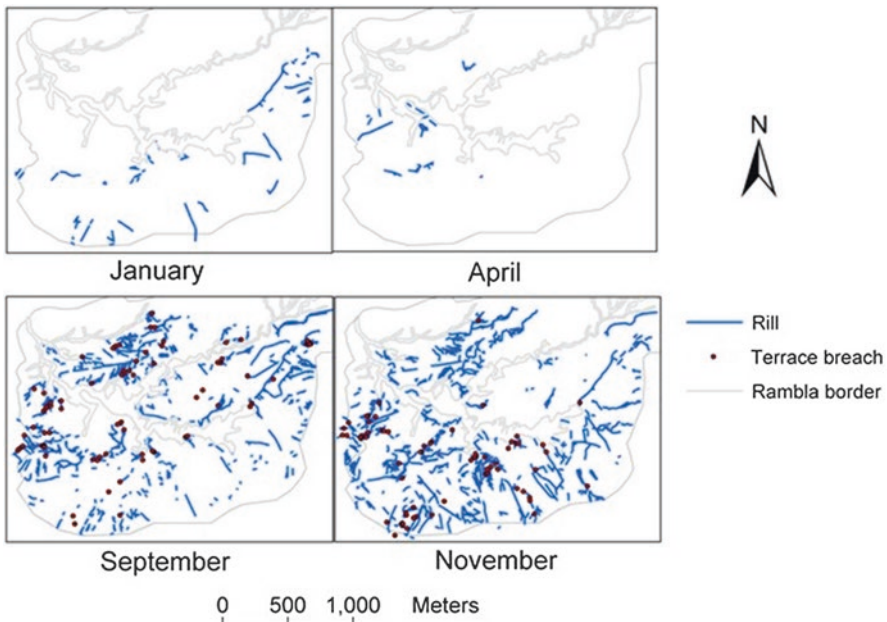 January
April
N
Rill
Terrace breach
Rambla border
September
November
0 500 1,000 Meters